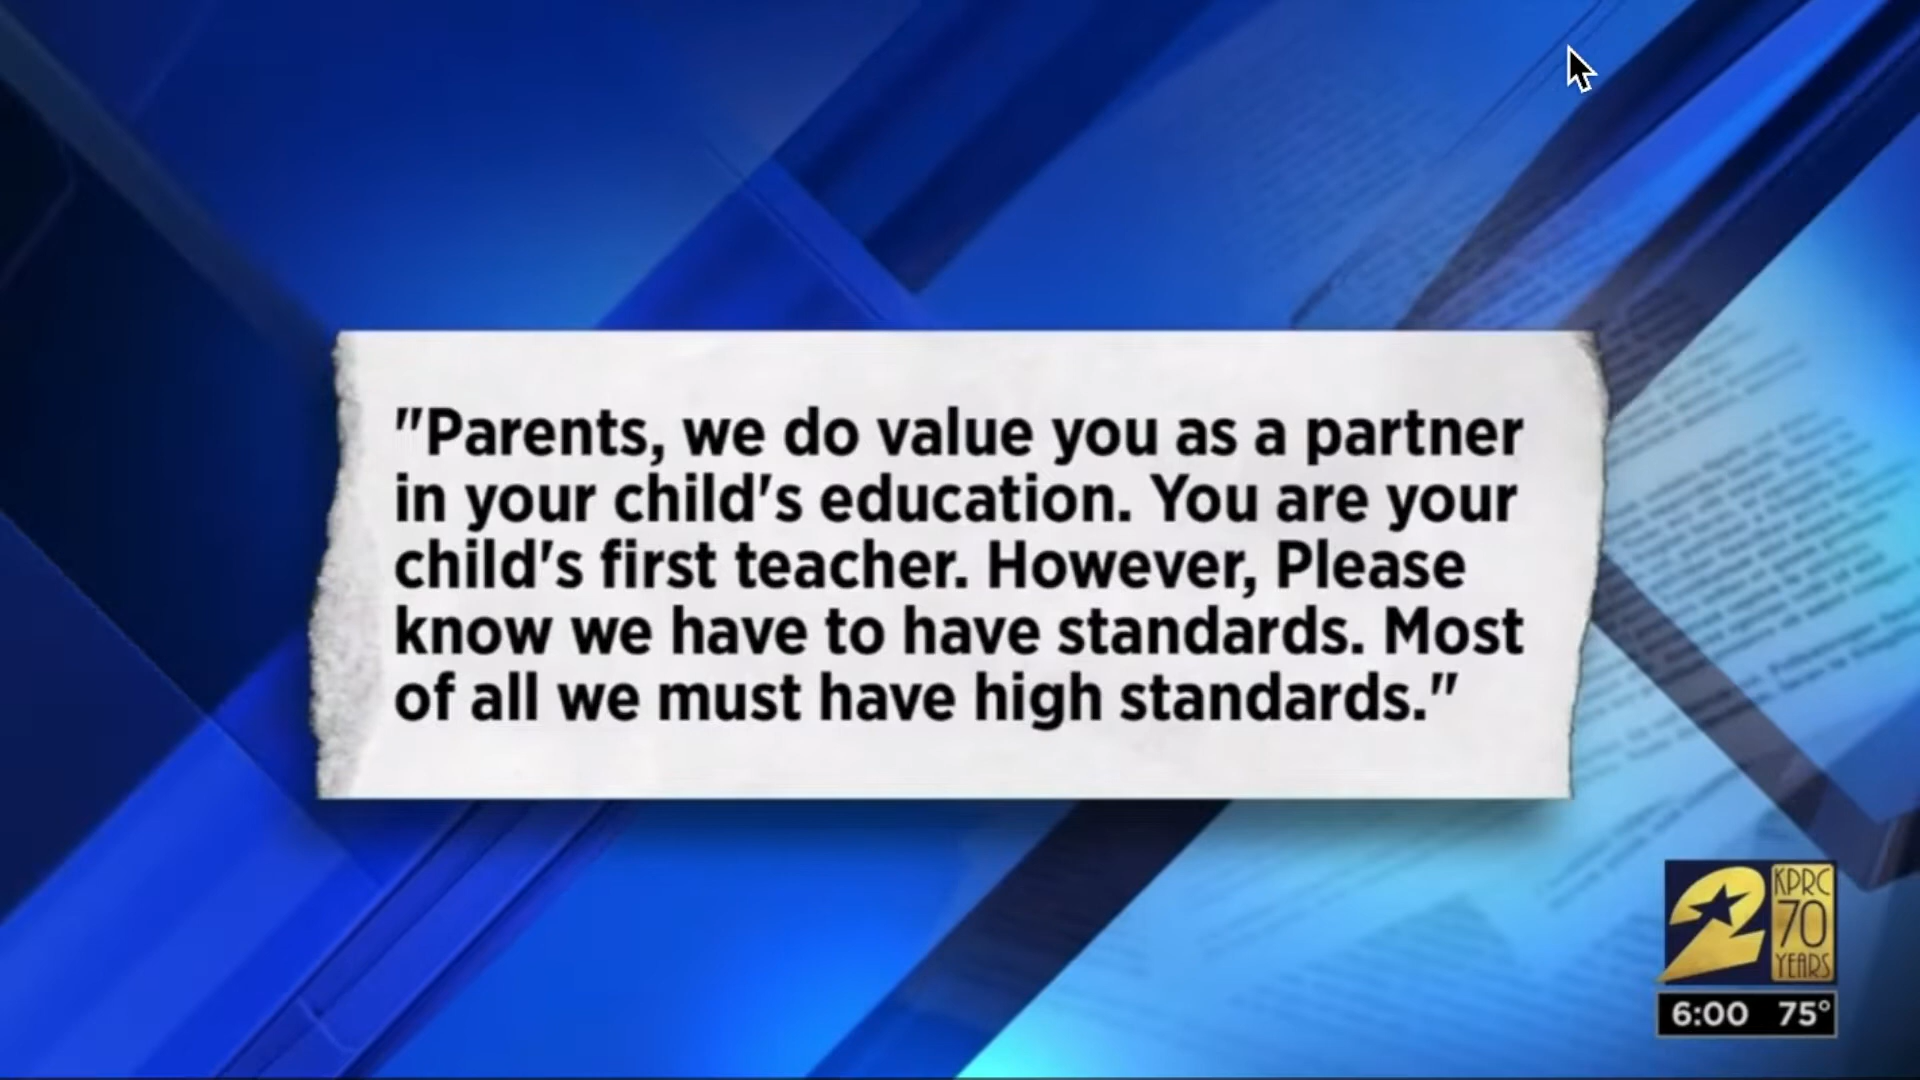 "Parents, we do value you as a partner
in your child's education. You are your
child's first teacher. However, Please
know we have to have standards. Most
of all we must have high standards."
2
KPRC
70
YEARS
6:00 75°